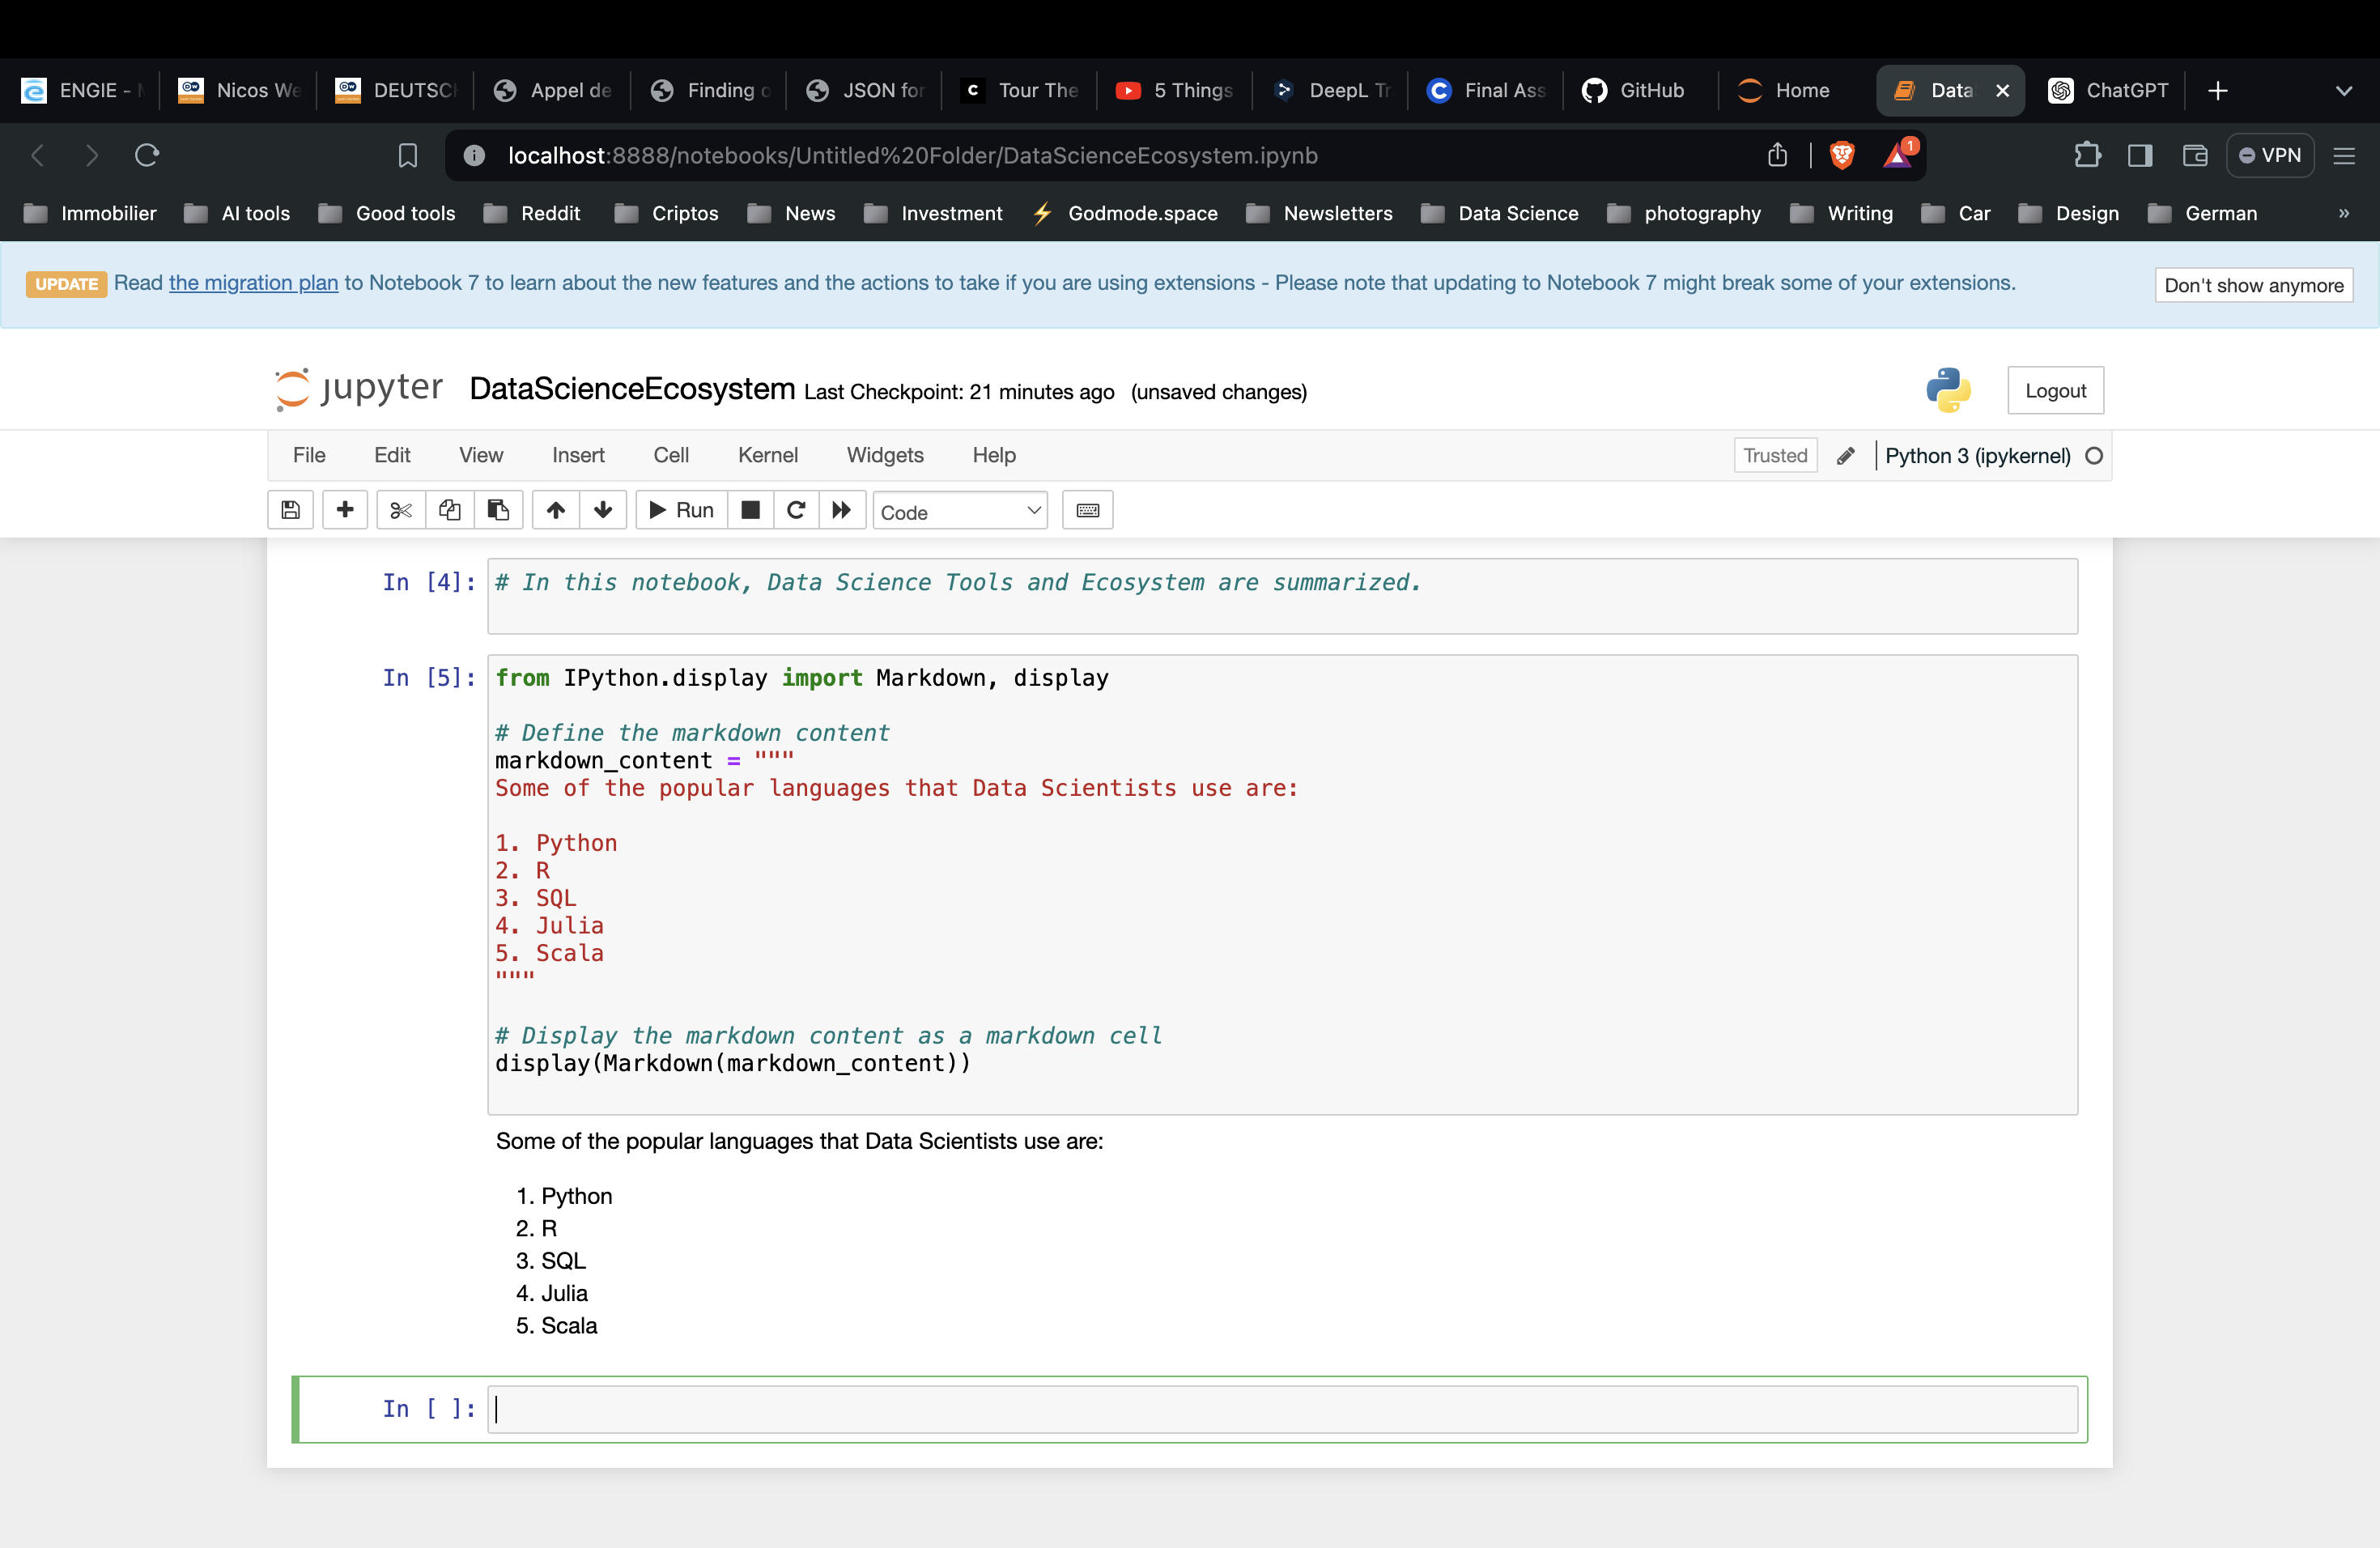 ENGIE - M
Nicos We
DEUTSCH
Appel de
Finding o
JSON for
Tour The
5 Things
DeepL Tr
Final Ass
GitHub
Home
Data
ChatGPT
localhost:8888/notebooks/Untitled%20Folder/DataScienceEcosystem.ipynb
1
VPN
Immobilier
AI tools
Good tools
Reddit
Criptos
News
Investment
Godmode.space
Newsletters
Data Science
photography
Writing
Car
Design
German
»
UPDATE Read the migration plan to Notebook 7 to learn about the new features and the actions to take if you are using extensions - Please note that updating to Notebook 7 might break some of your extensions.
Don't show anymore
jupyter DataScienceEcosystem Last Checkpoint: 21 minutes ago (unsaved changes)
Logout
File Edit View Insert Cell Kernel Widgets Help
Trusted
Python 3 (ipykernel)
Run
Code
In [4]: # In this notebook, Data Science Tools and Ecosystem are summarized.
In [5]: from IPython.display import Markdown, display
# Define the markdown content
markdown_content = """
Some of the popular languages that Data Scientists use are:
1. Python
2. R
3. SQL
4. Julia
5. Scala
"""
# Display the markdown content as a markdown cell
display(Markdown(markdown_content))
Some of the popular languages that Data Scientists use are:
1. Python
2. R
3. SQL
4. Julia
5. Scala
In [ ]: